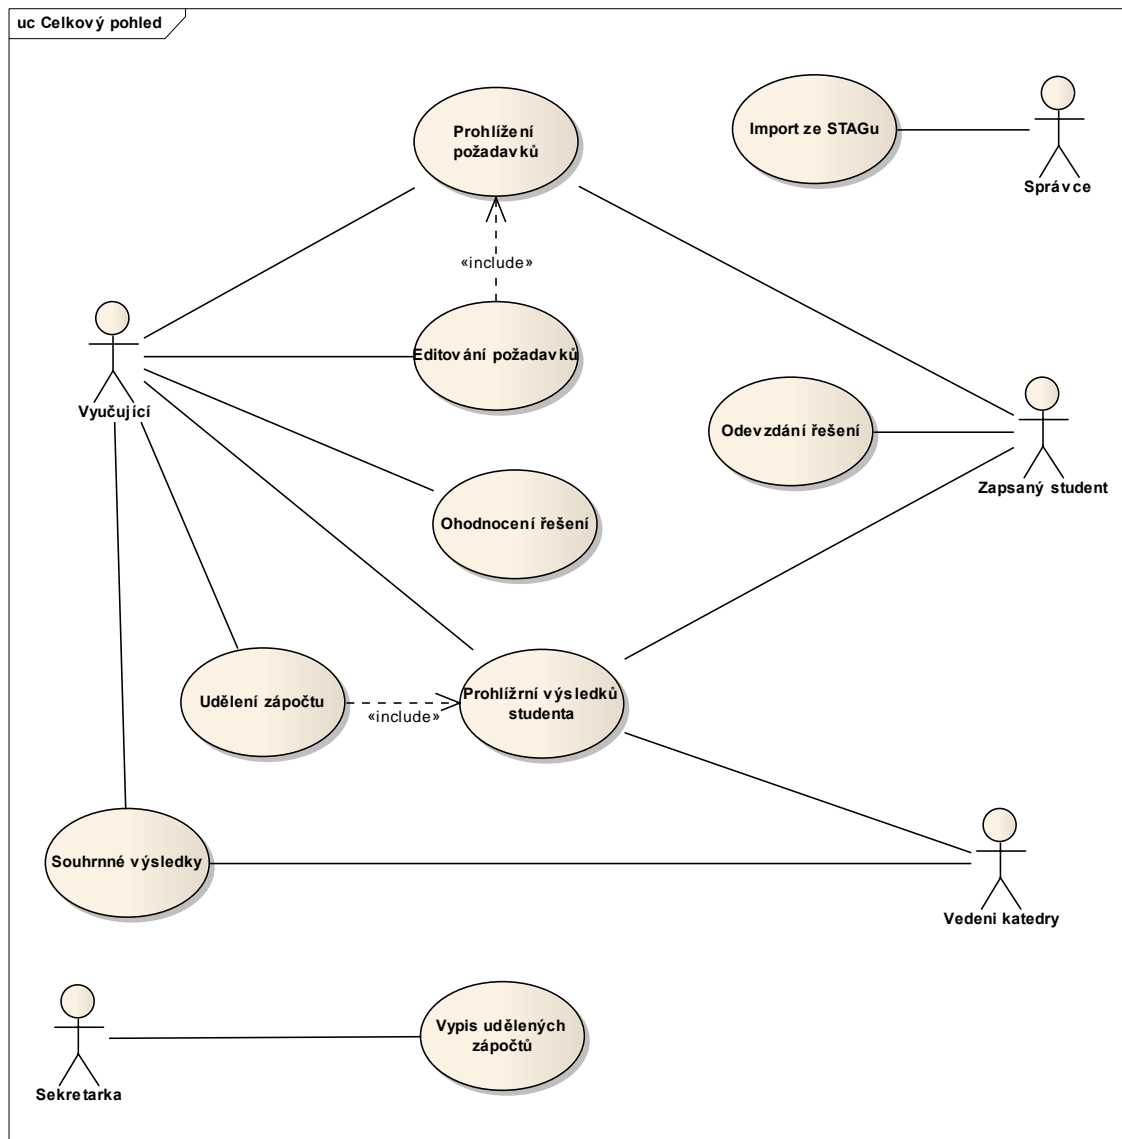 uc Celkový pohled
Prohlížení
požadavků
Import ze STAGu
Správce
«include»
Editování požadavků
Vyučující
Odevzdání řešení
Zapsaný student
Ohodnocení řešení
Udělení zápočtu
«include»
Prohlížrní výsledků
studenta
Souhrnné výsledky
Vedeni katedry
Sekretarka
Vypis udělených
zápočtů